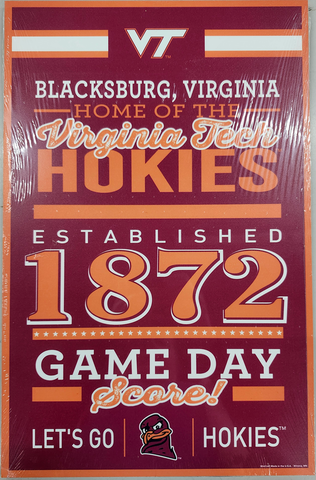 VT
BLACKSBURG, VIRGINIA
HOME OF THE
Virginia Tech
HOKIES
ESTABLISHED
1872
GAME DAY
Score!
LET'S GO HOKIES™